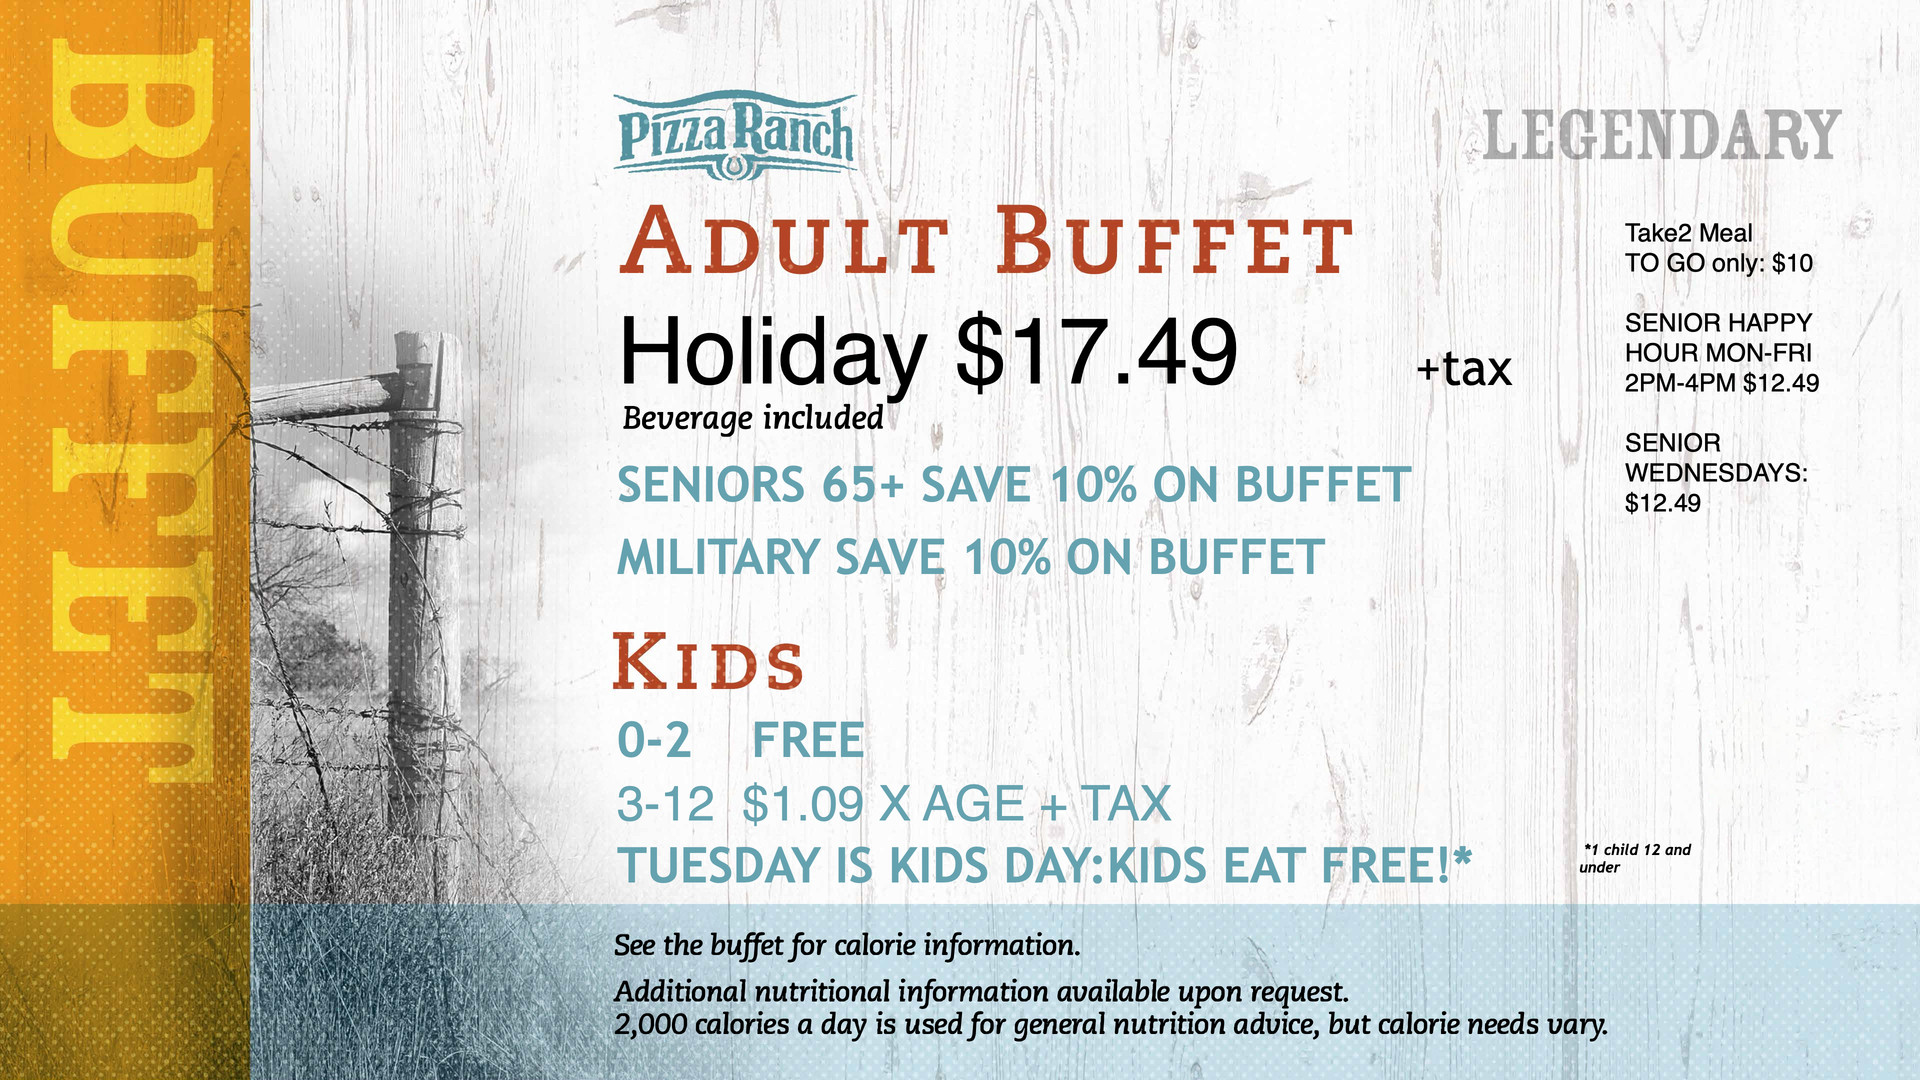 BUFFET
Pizza Ranch
LEGENDARY
ADULT BUFFET
Holiday $17.49
+tax
Beverage included
SENIORS 65+ SAVE 10% ON BUFFET
MILITARY SAVE 10% ON BUFFET
KIDS
0-2 FREE
3-12 $1.09 X AGE + TAX
TUESDAY IS KIDS DAY:KIDS EAT FREE!*
*1 child 12 and
under
Take2 Meal
TO GO only: $10
SENIOR HAPPY
HOUR MON-FRI
2PM-4PM $12.49
SENIOR
WEDNESDAYS:
$12.49
See the buffet for calorie information.
Additional nutritional information available upon request.
2,000 calories a day is used for general nutrition advice, but calorie needs vary.